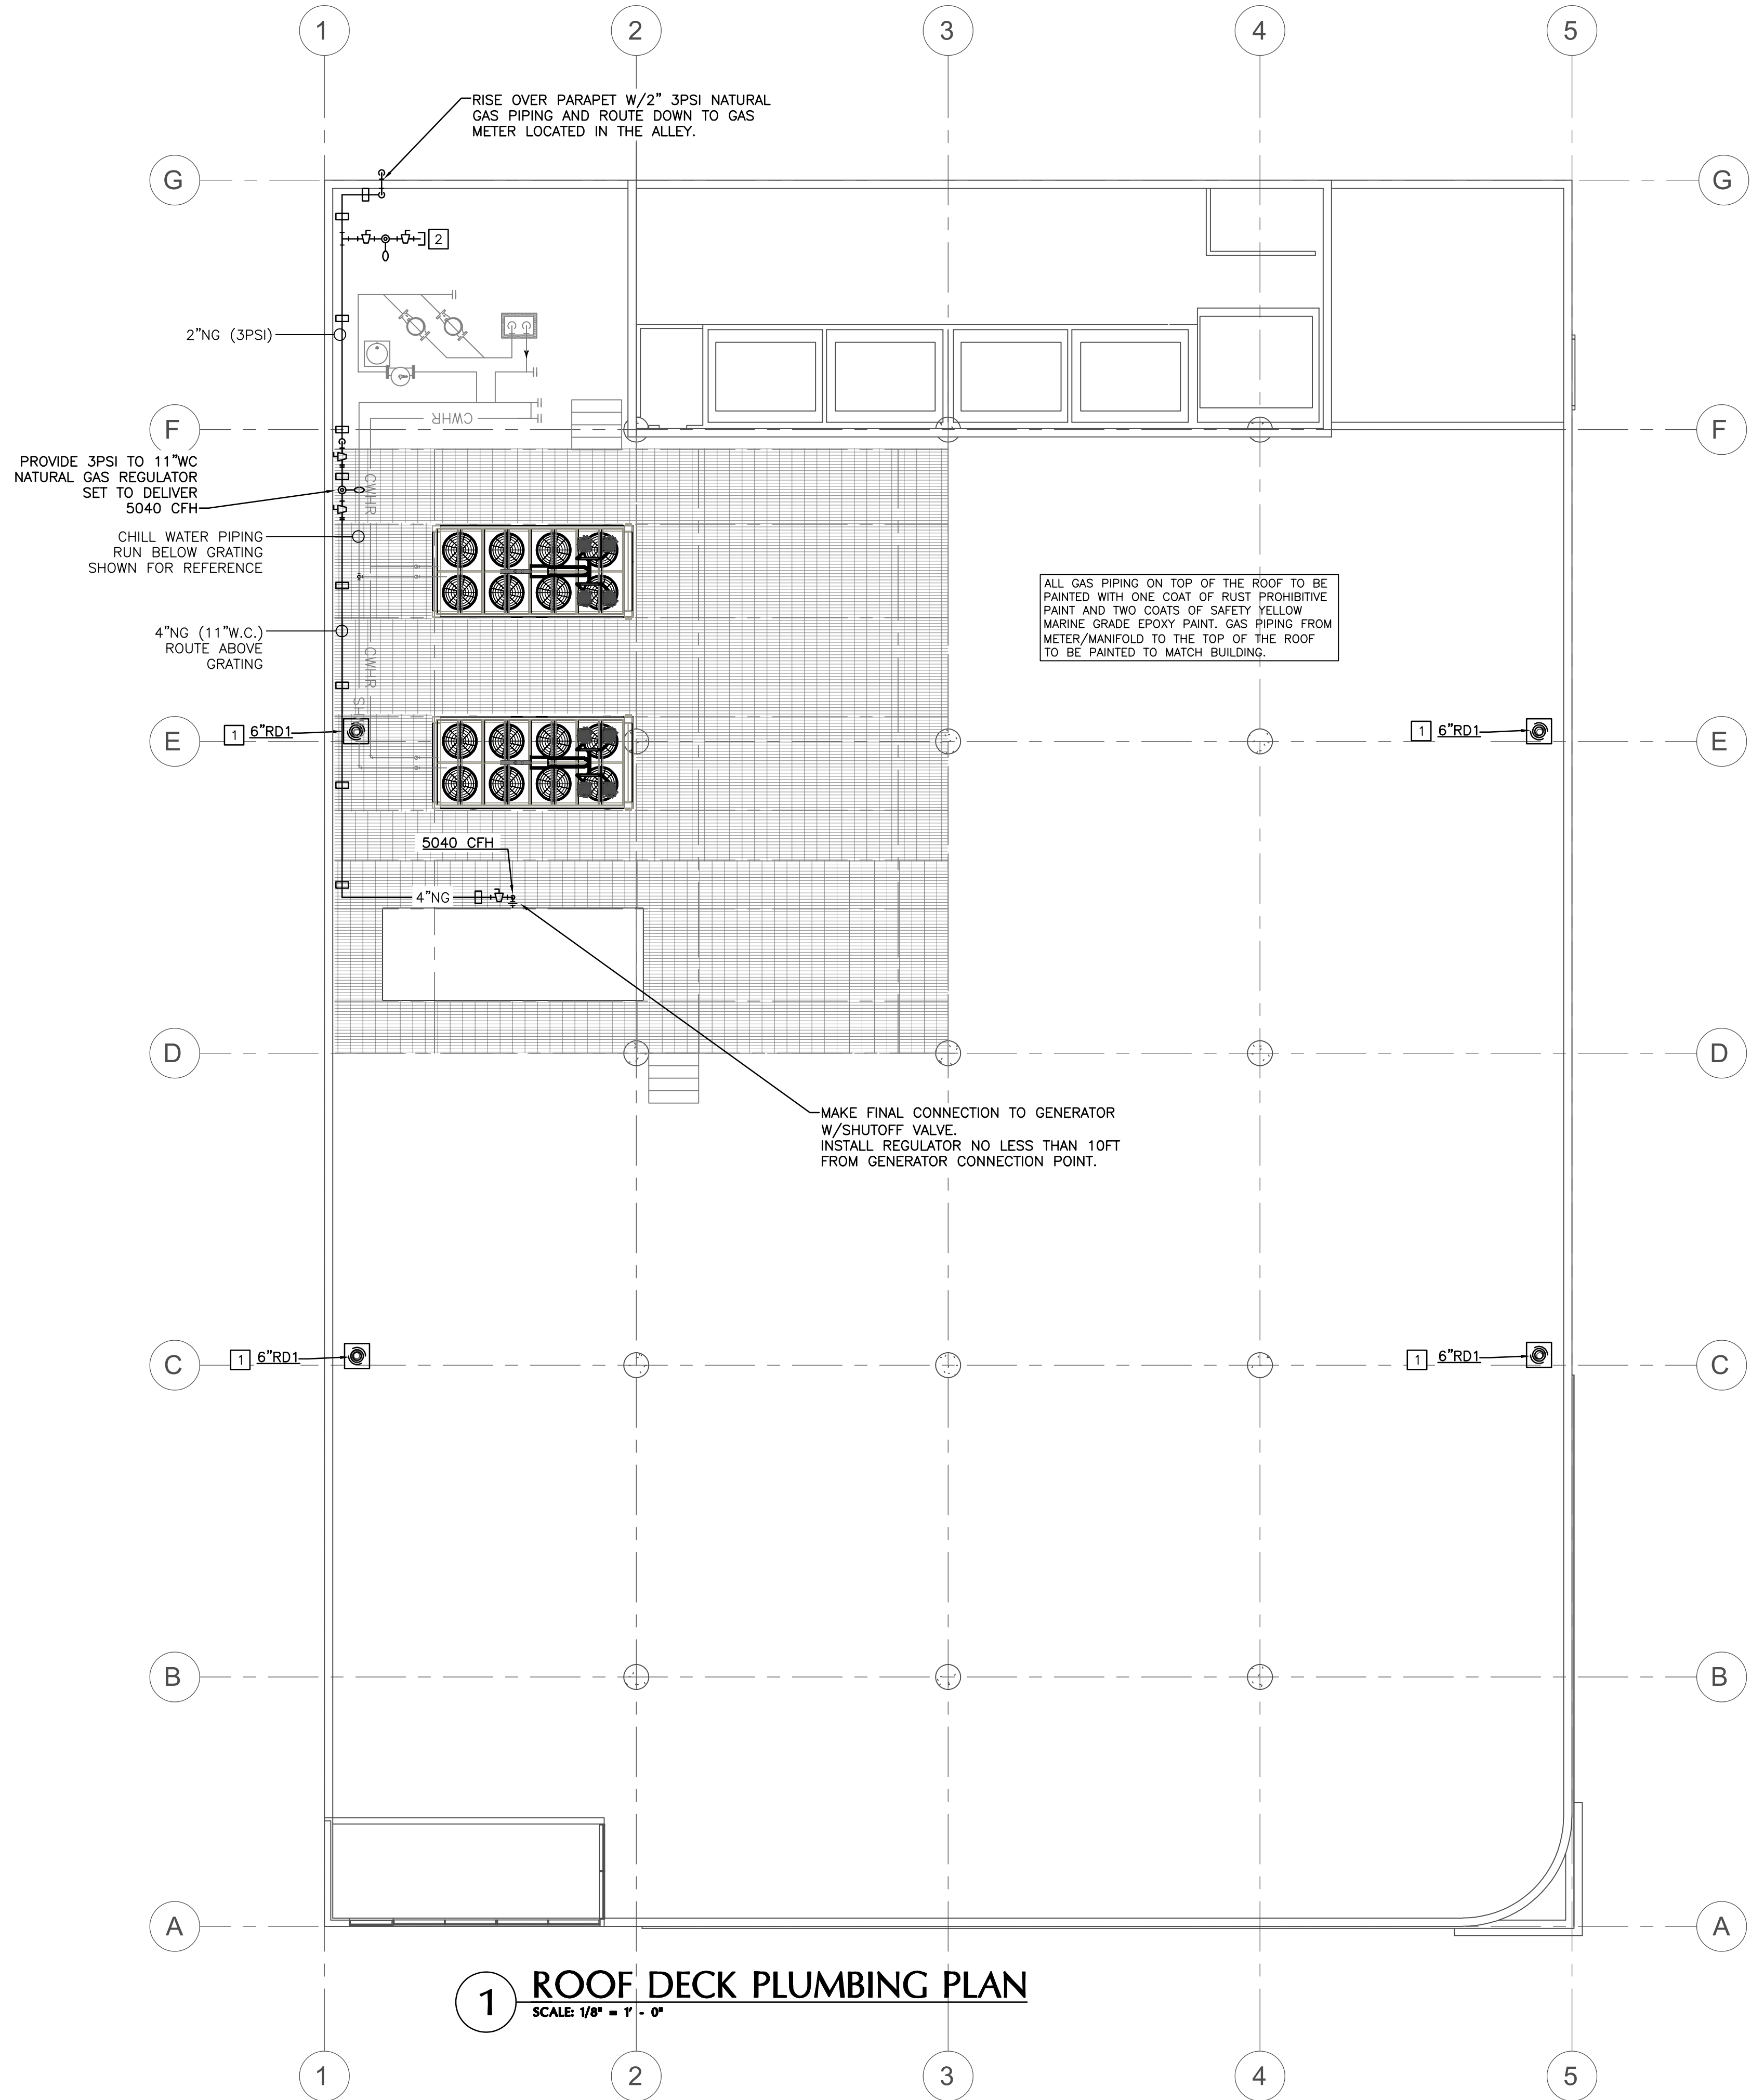 1 2 3 4 5
RISE OVER PARAPET W/2" 3PSI NATURAL
GAS PIPING AND ROUTE DOWN TO GAS
METER LOCATED IN THE ALLEY.
G G
2
2"NG (3PSI)
CWHR
F F
PROVIDE 3PSI TO 11"WC
NATURAL GAS REGULATOR
SET TO DELIVER
5040 CFH
CWHR
CHILL WATER PIPING
RUN BELOW GRATING
SHOWN FOR REFERENCE
ALL GAS PIPING ON TOP OF THE ROOF TO BE
PAINTED WITH ONE COAT OF RUST PROHIBITIVE
PAINT AND TWO COATS OF SAFETY YELLOW
MARINE GRADE EPOXY PAINT. GAS PIPING FROM
METER/MANIFOLD TO THE TOP OF THE ROOF
TO BE PAINTED TO MATCH BUILDING.
4"NG (11"W.C.)
ROUTE ABOVE
GRATING
CWHR
SH
E 1 6"RD1 1 6"RD1 E
5040 CFH
4"NG
D D
MAKE FINAL CONNECTION TO GENERATOR
W/SHUTOFF VALVE.
INSTALL REGULATOR NO LESS THAN 10FT
FROM GENERATOR CONNECTION POINT.
C 1 6"RD1 1 6"RD1 C
B B
A A
1 ROOF DECK PLUMBING PLAN
SCALE: 1/8" = 1' - 0"
1 2 3 4 5